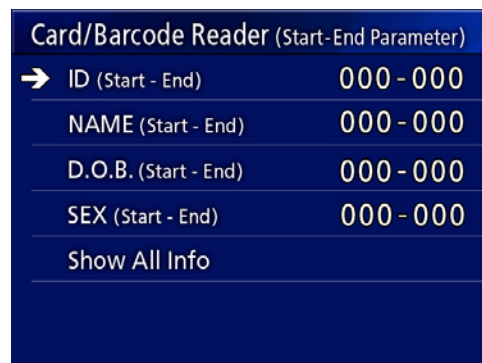 Card/Barcode Reader (Start-End Parameter)
ID (Start - End) 000-000
NAME (Start - End) 000-000
D.O.B. (Start - End) 000-000
SEX (Start - End) 000-000
Show All Info